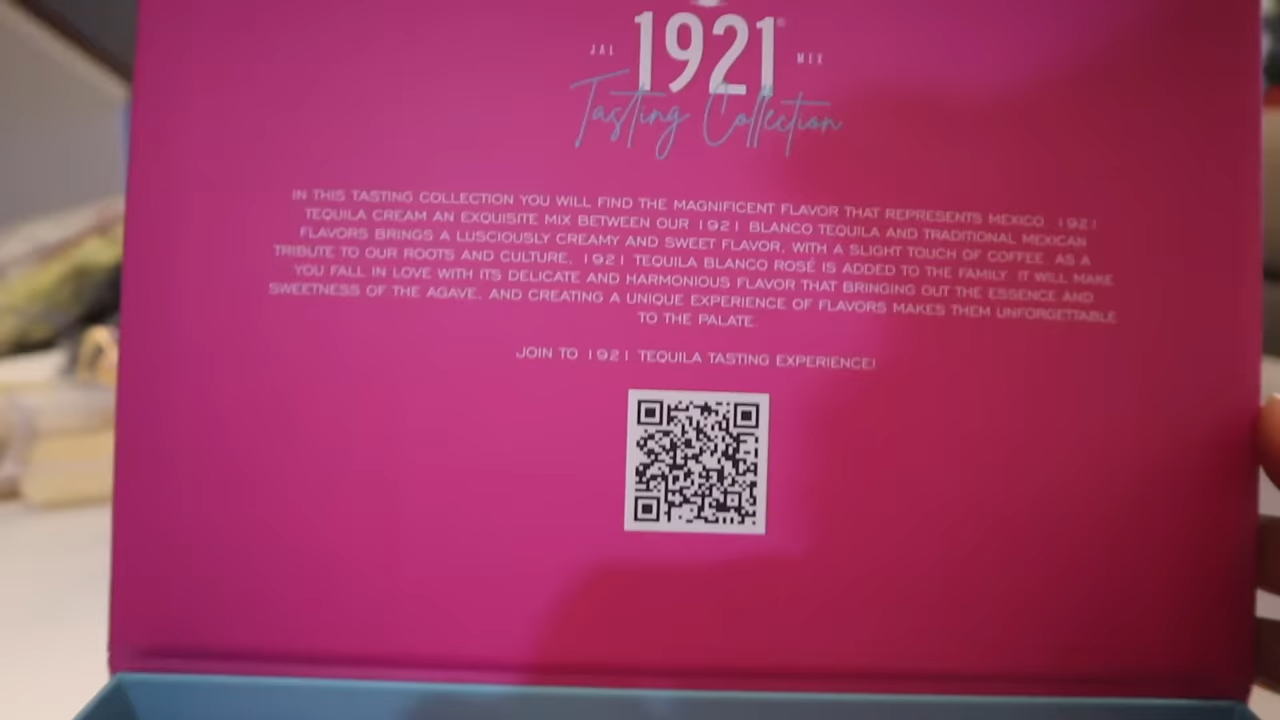 JAL 1921 MEX
Tasting Collection
IN THIS TASTING COLLECTION YOU WILL FIND THE MAGNIFICENT FLAVOR THAT REPRESENTS MEXICO. 1921
TEQUILA CREAM AN EXQUISITE MIX BETWEEN OUR 1921 BLANCO TEQUILA AND TRADITIONAL MEXICAN
FLAVORS BRINGS A LUSCIOUSLY CREAMY AND SWEET FLAVOR, WITH A SLIGHT TOUCH OF COFFEE. AS A
TRIBUTE TO OUR ROOTS AND CULTURE, 1921 TEQUILA BLANCO ROSÉ IS ADDED TO THE FAMILY. IT WILL MAKE
YOU FALL IN LOVE WITH ITS DELICATE AND HARMONIOUS FLAVOR THAT BRINGING OUT THE ESSENCE AND
SWEETNESS OF THE AGAVE, AND CREATING A UNIQUE EXPERIENCE OF FLAVORS MAKES THEM UNFORGETTABLE
TO THE PALATE.
JOIN TO 1921 TEQUILA TASTING EXPERIENCE!